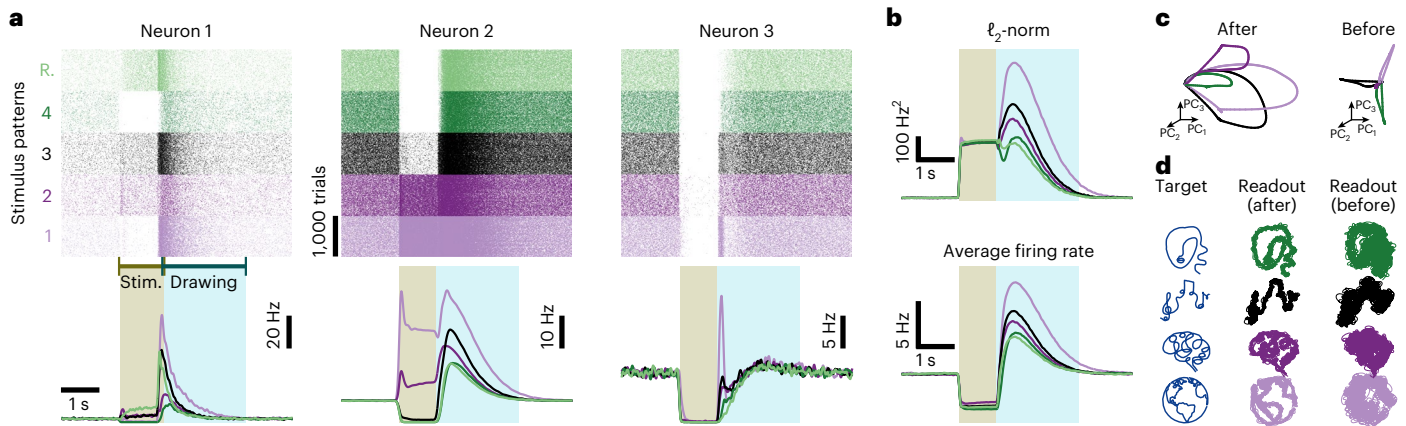 a
Neuron 1
Neuron 2
Neuron 3
Stimulus patterns
R.
4
3
2
1
1,000 trials
Stim.
Drawing
20 Hz
10 Hz
5 Hz
1 s
b
ℓ2-norm
100 Hz²
1 s
Average firing rate
5 Hz
1 s
c
After
Before
PC3
PC2
PC1
PC3
PC2
PC1
d
Target
Readout
(after)
Readout
(before)